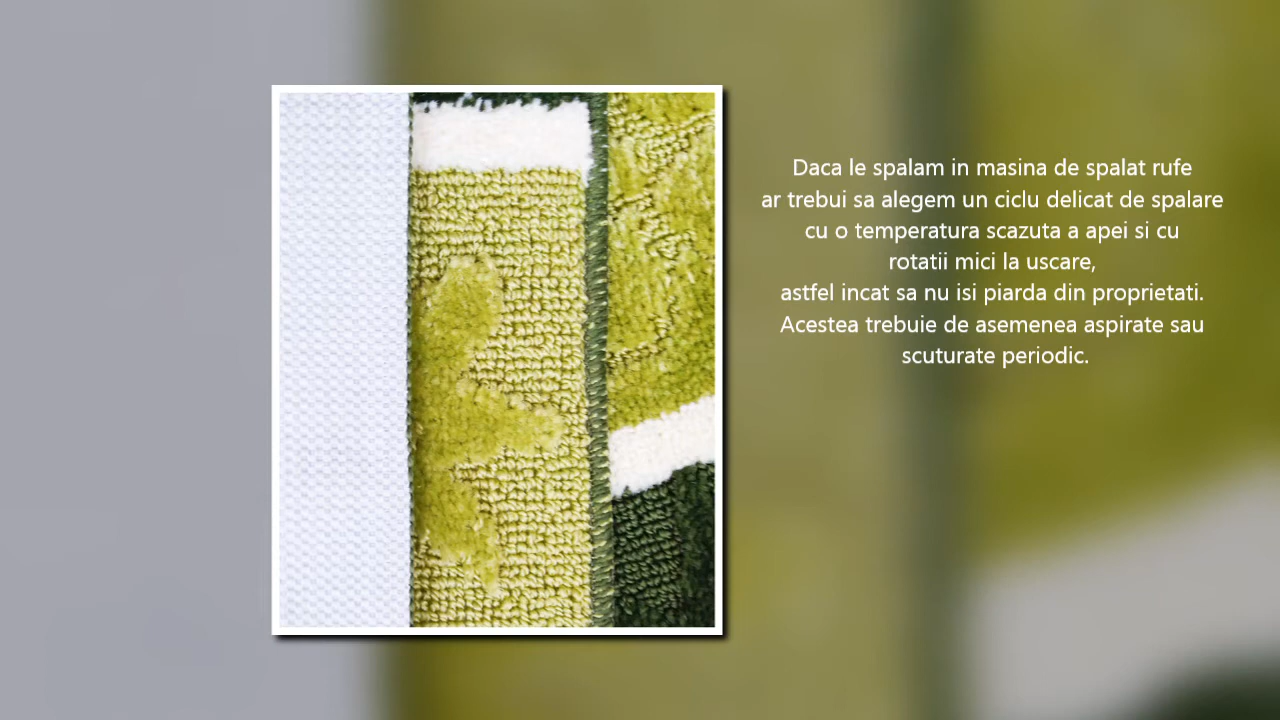 Daca le spalam in masina de spalat rufe
ar trebui sa alegem un ciclu delicat de spalare
cu o temperatura scazuta a apei si cu
rotatii mici la uscare,
astfel incat sa nu isi piarda din proprietati.
Acestea trebuie de asemenea aspirate sau
scuturate periodic.